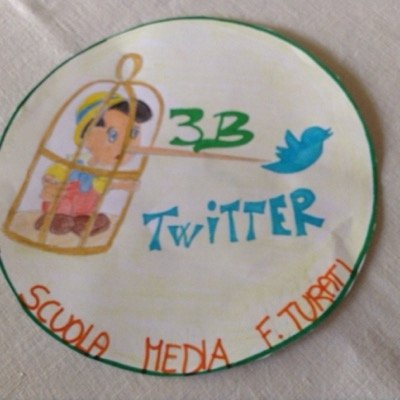 3B
TWITTER
SCUOLA MEDIA F. TURATI